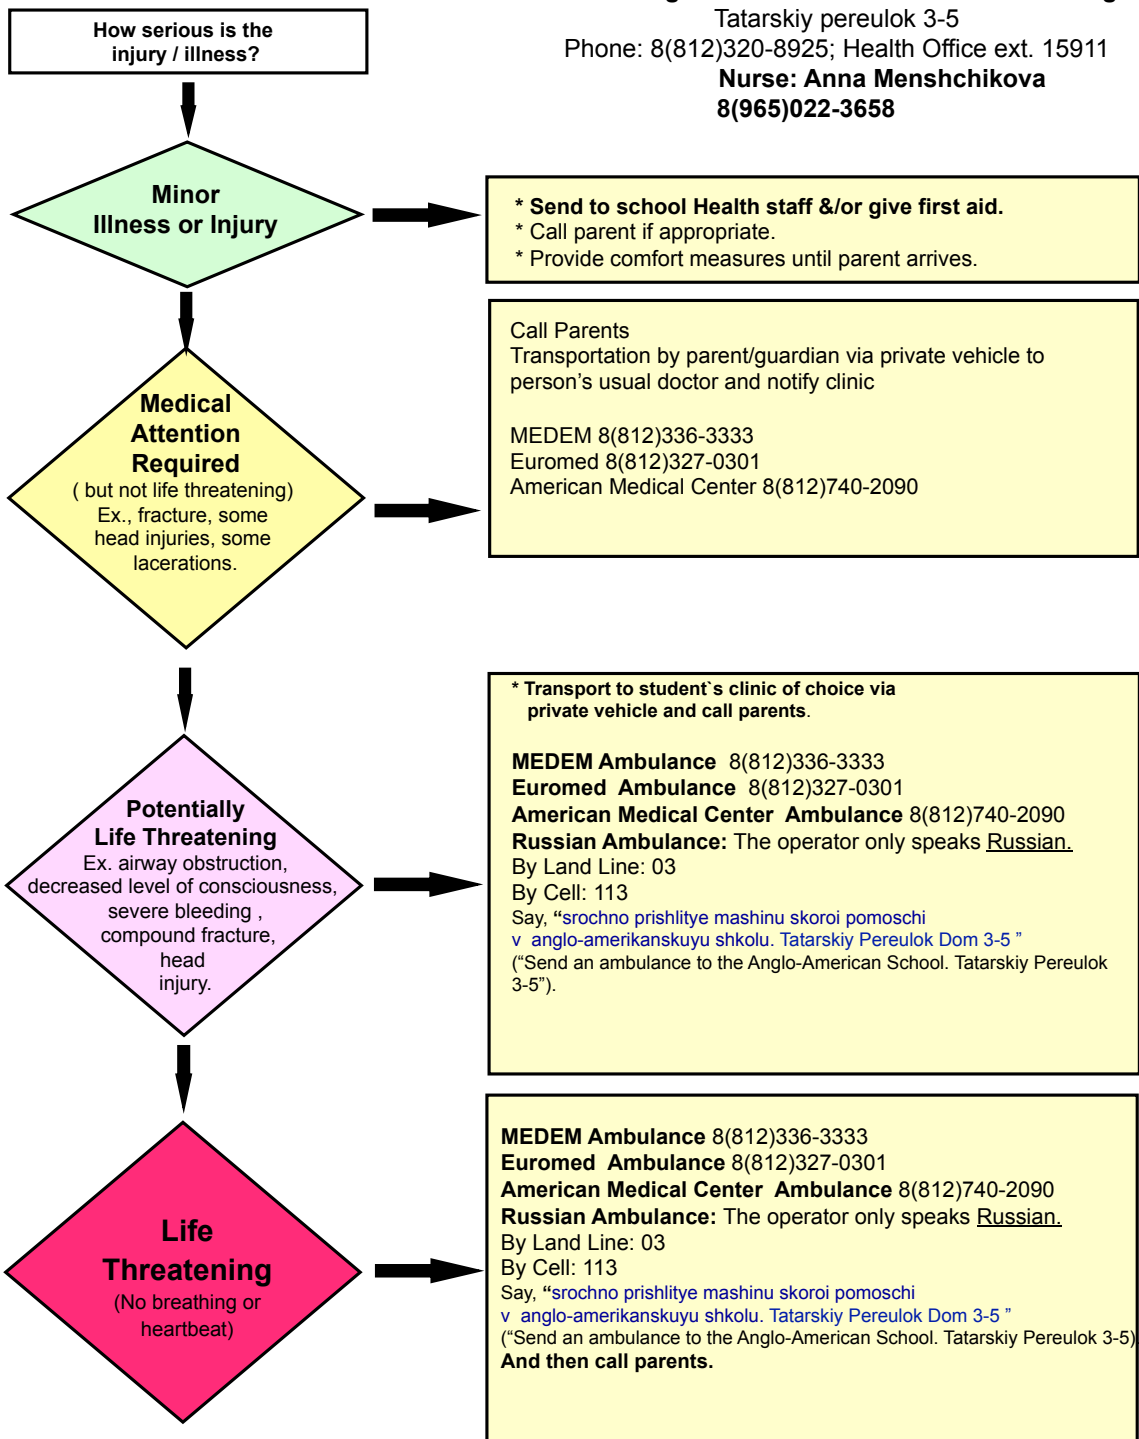 How serious is the
injury / illness?
Tatarskiy pereulok 3-5
Phone: 8(812)320-8925; Health Office ext. 15911
Nurse: Anna Menshchikova
8(965)022-3658
Minor
Illness or Injury
* Send to school Health staff &/or give first aid.
* Call parent if appropriate.
* Provide comfort measures until parent arrives.
Medical
Attention
Required
( but not life threatening)
Ex., fracture, some
head injuries, some
lacerations.
Call Parents
Transportation by parent/guardian via private vehicle to
person's usual doctor and notify clinic
MEDEM 8(812)336-3333
Euromed 8(812)327-0301
American Medical Center 8(812)740-2090
Potentially
Life Threatening
Ex. airway obstruction,
decreased level of consciousness,
severe bleeding ,
compound fracture,
head
injury.
* Transport to student`s clinic of choice via
private vehicle and call parents.
MEDEM Ambulance 8(812)336-3333
Euromed Ambulance 8(812)327-0301
American Medical Center Ambulance 8(812)740-2090
Russian Ambulance: The operator only speaks Russian.
By Land Line: 03
By Cell: 113
Say, “srochno prishlitye mashinu skoroi pomoschi
v anglo-amerikanskuyu shkolu. Tatarskiy Pereulok Dom 3-5 ”
(“Send an ambulance to the Anglo-American School. Tatarskiy Pereulok
3-5”).
Life
Threatening
(No breathing or
heartbeat)
MEDEM Ambulance 8(812)336-3333
Euromed Ambulance 8(812)327-0301
American Medical Center Ambulance 8(812)740-2090
Russian Ambulance: The operator only speaks Russian.
By Land Line: 03
By Cell: 113
Say, “srochno prishlitye mashinu skoroi pomoschi
v anglo-amerikanskuyu shkolu. Tatarskiy Pereulok Dom 3-5 ”
(“Send an ambulance to the Anglo-American School. Tatarskiy Pereulok 3-5)
And then call parents.